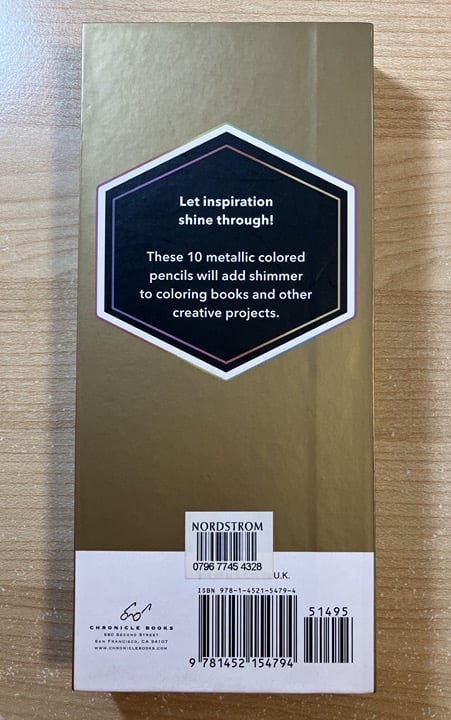 Let inspiration
shine through!
These 10 metallic colored
pencils will add shimmer
to coloring books and other
creative projects.
NORDSTROM
0796 7745 4328
U.K.
ISBN 978-1-4521-5479-4
51495
9 781452 154794
CHRONICLE BOOKS
680 SECOND STREET
SAN FRANCISCO, CA 94107
WWW.CHRONICLEBOOKS.COM